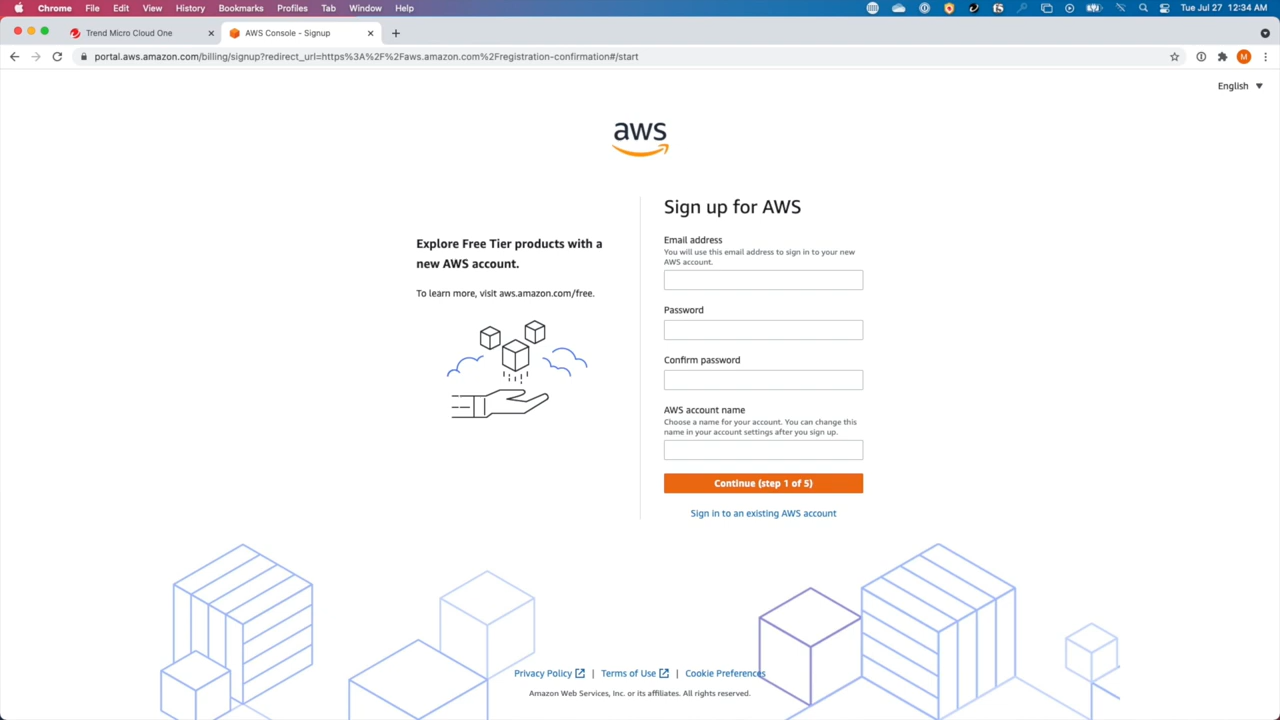 Chrome File Edit View History Bookmarks Profiles Tab Window Help Tue Jul 27 12:34 AM
Trend Micro Cloud One AWS Console - Signup
portal.aws.amazon.com/billing/signup?redirect_url=https%3A%2F%2Faws.amazon.com%2Fregistration-confirmation#/start M
English
aws
Explore Free Tier products with a
new AWS account.
To learn more, visit aws.amazon.com/free.
Sign up for AWS
Email address
You will use this email address to sign in to your new
AWS account.
Password
Confirm password
AWS account name
Choose a name for your account. You can change this
name in your account settings after you sign up.
Continue (step 1 of 5)
Sign in to an existing AWS account
Privacy Policy | Terms of Use | Cookie Preferences
Amazon Web Services, Inc. or its affiliates. All rights reserved.